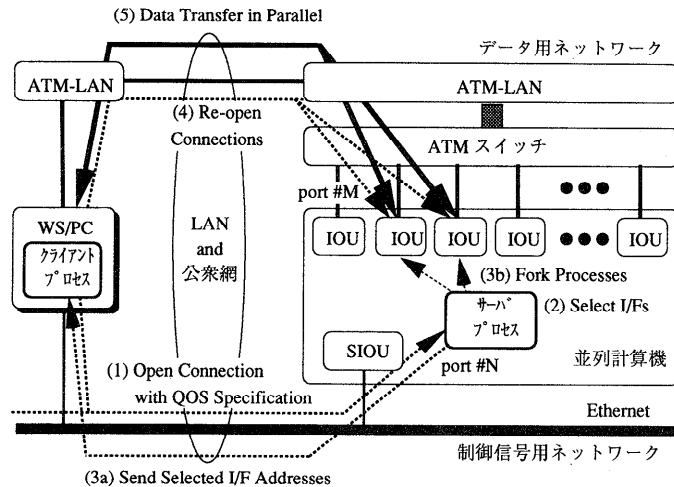 (5) Data Transfer in Parallel
データ用ネットワーク
ATM-LAN
ATM-LAN
(4) Re-open
Connections
ATM スイッチ
port #M
WS/PC
クライアント
プロセス
LAN
and
公衆網
IOU
IOU
IOU
IOU
IOU
(3b) Fork Processes
サーバ
プロセス
(2) Select I/Fs
SIOU
port #N
並列計算機
(1) Open Connection
with QOS Specification
Ethernet
制御信号用ネットワーク
(3a) Send Selected I/F Addresses